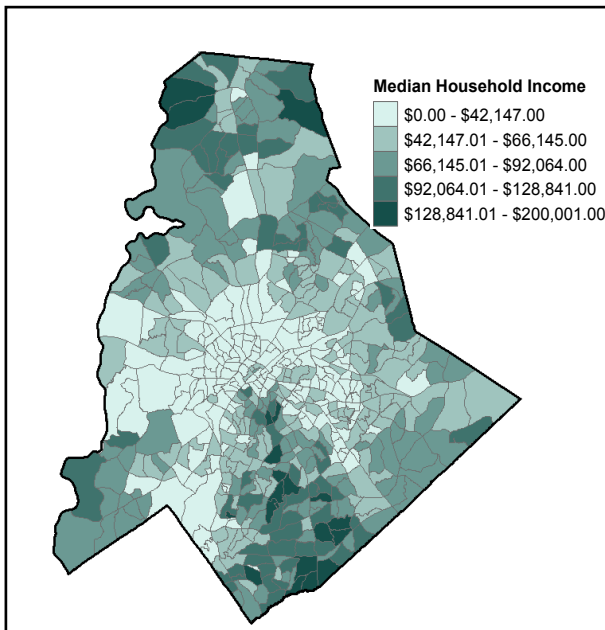 Median Household Income
$0.00 - $42,147.00
$42,147.01 - $66,145.00
$66,145.01 - $92,064.00
$92,064.01 - $128,841.00
$128,841.01 - $200,001.00